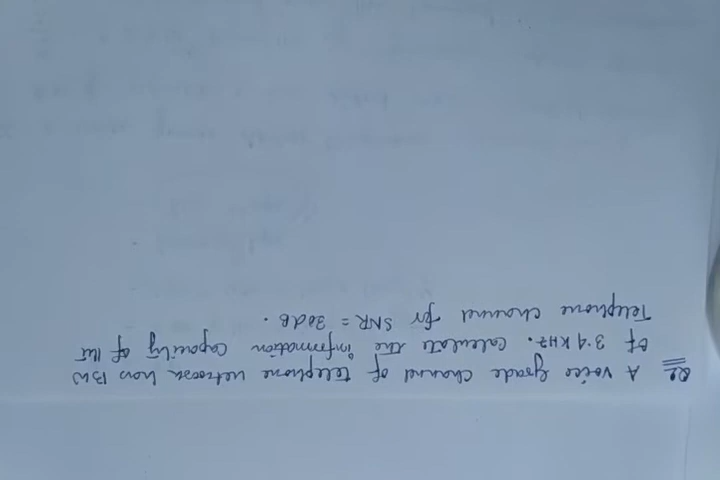 Q1 A voice grade channel of telephone network has BW
of 3.4 kHz. Calculate the information capacity of the
Telephone channel for SNR = 30dB.